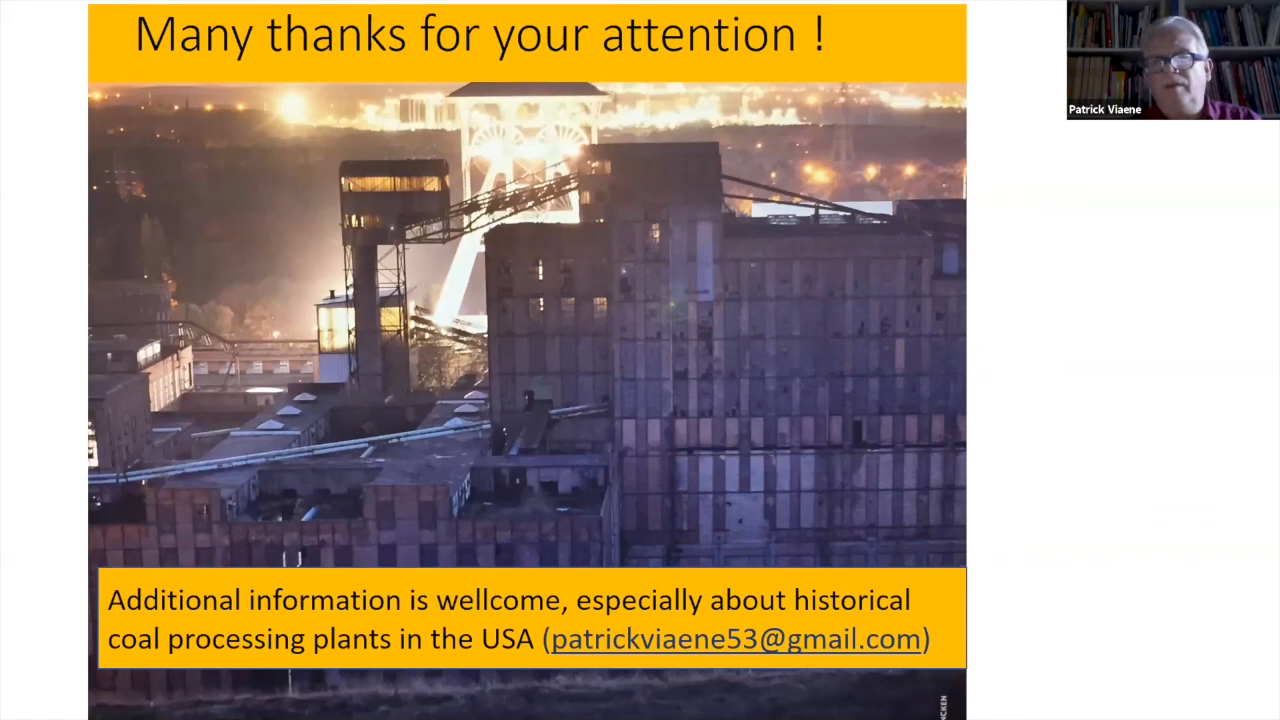 Many thanks for your attention !
Patrick Viaene
Additional information is wellcome, especially about historical
coal processing plants in the USA (patrickviaene53@gmail.com)